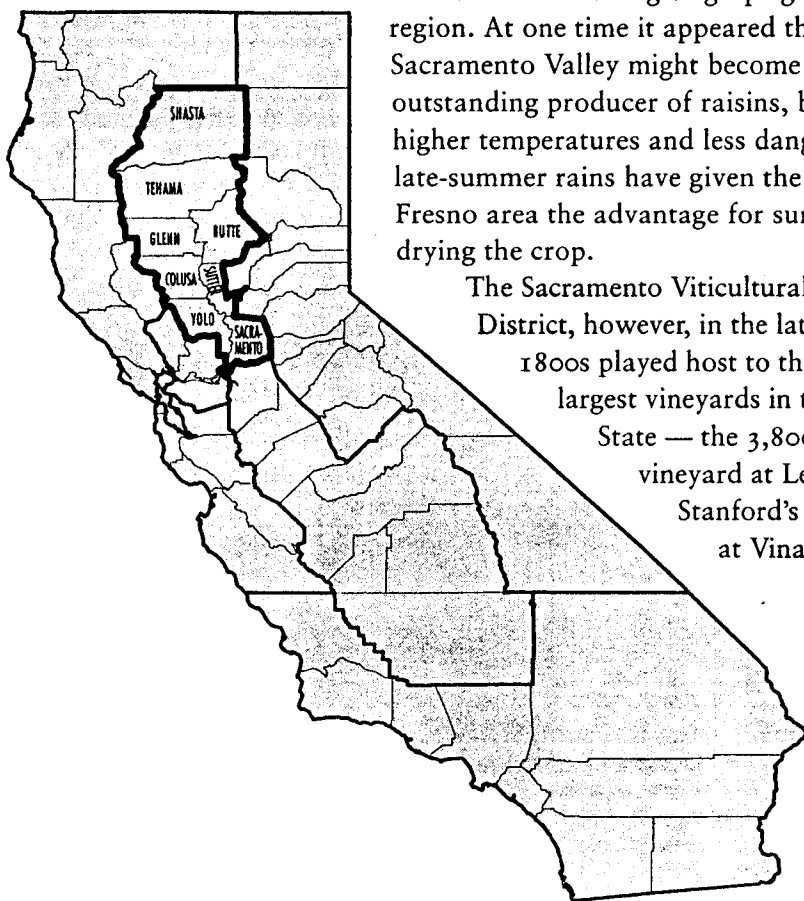 region. At one time it appeared th
Sacramento Valley might become
outstanding producer of raisins, b
higher temperatures and less dang
late-summer rains have given the
Fresno area the advantage for sun
drying the crop.
The Sacramento Viticultural
District, however, in the lat
1800s played host to th
largest vineyards in t
State — the 3,800
vineyard at Le
Stanford's
at Vina
SHASTA
TEHAMA
GLENN
BUTTE
COLUSA
SUTTER
YOLO
SACRA-
MENTO